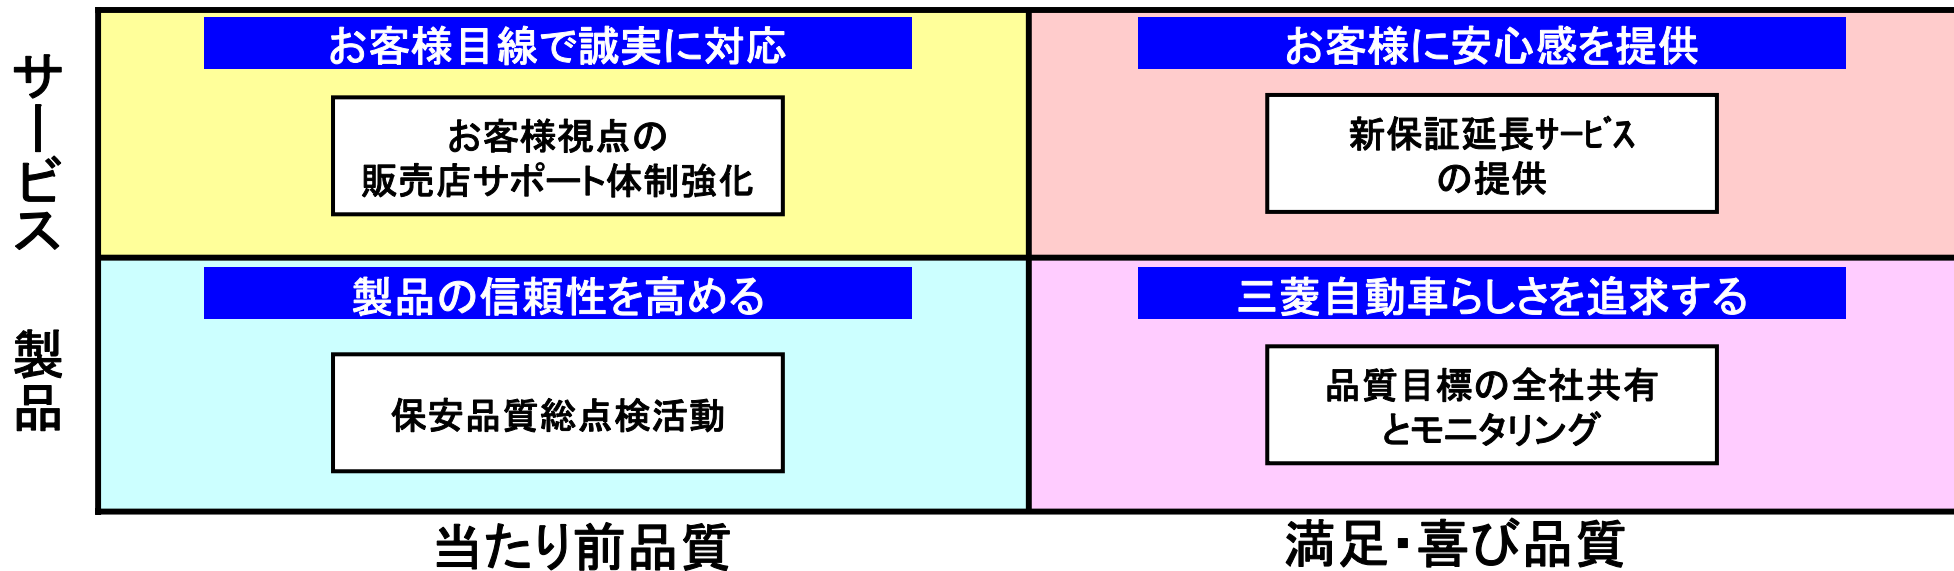 サービス
お客様目線で誠実に対応
お客様視点の
販売店サポート体制強化
お客様に安心感を提供
新保証延長サービス
の提供
製品
製品の信頼性を高める
保安品質総点検活動
三菱自動車らしさを追求する
品質目標の全社共有
とモニタリング
当たり前品質
満足・喜び品質